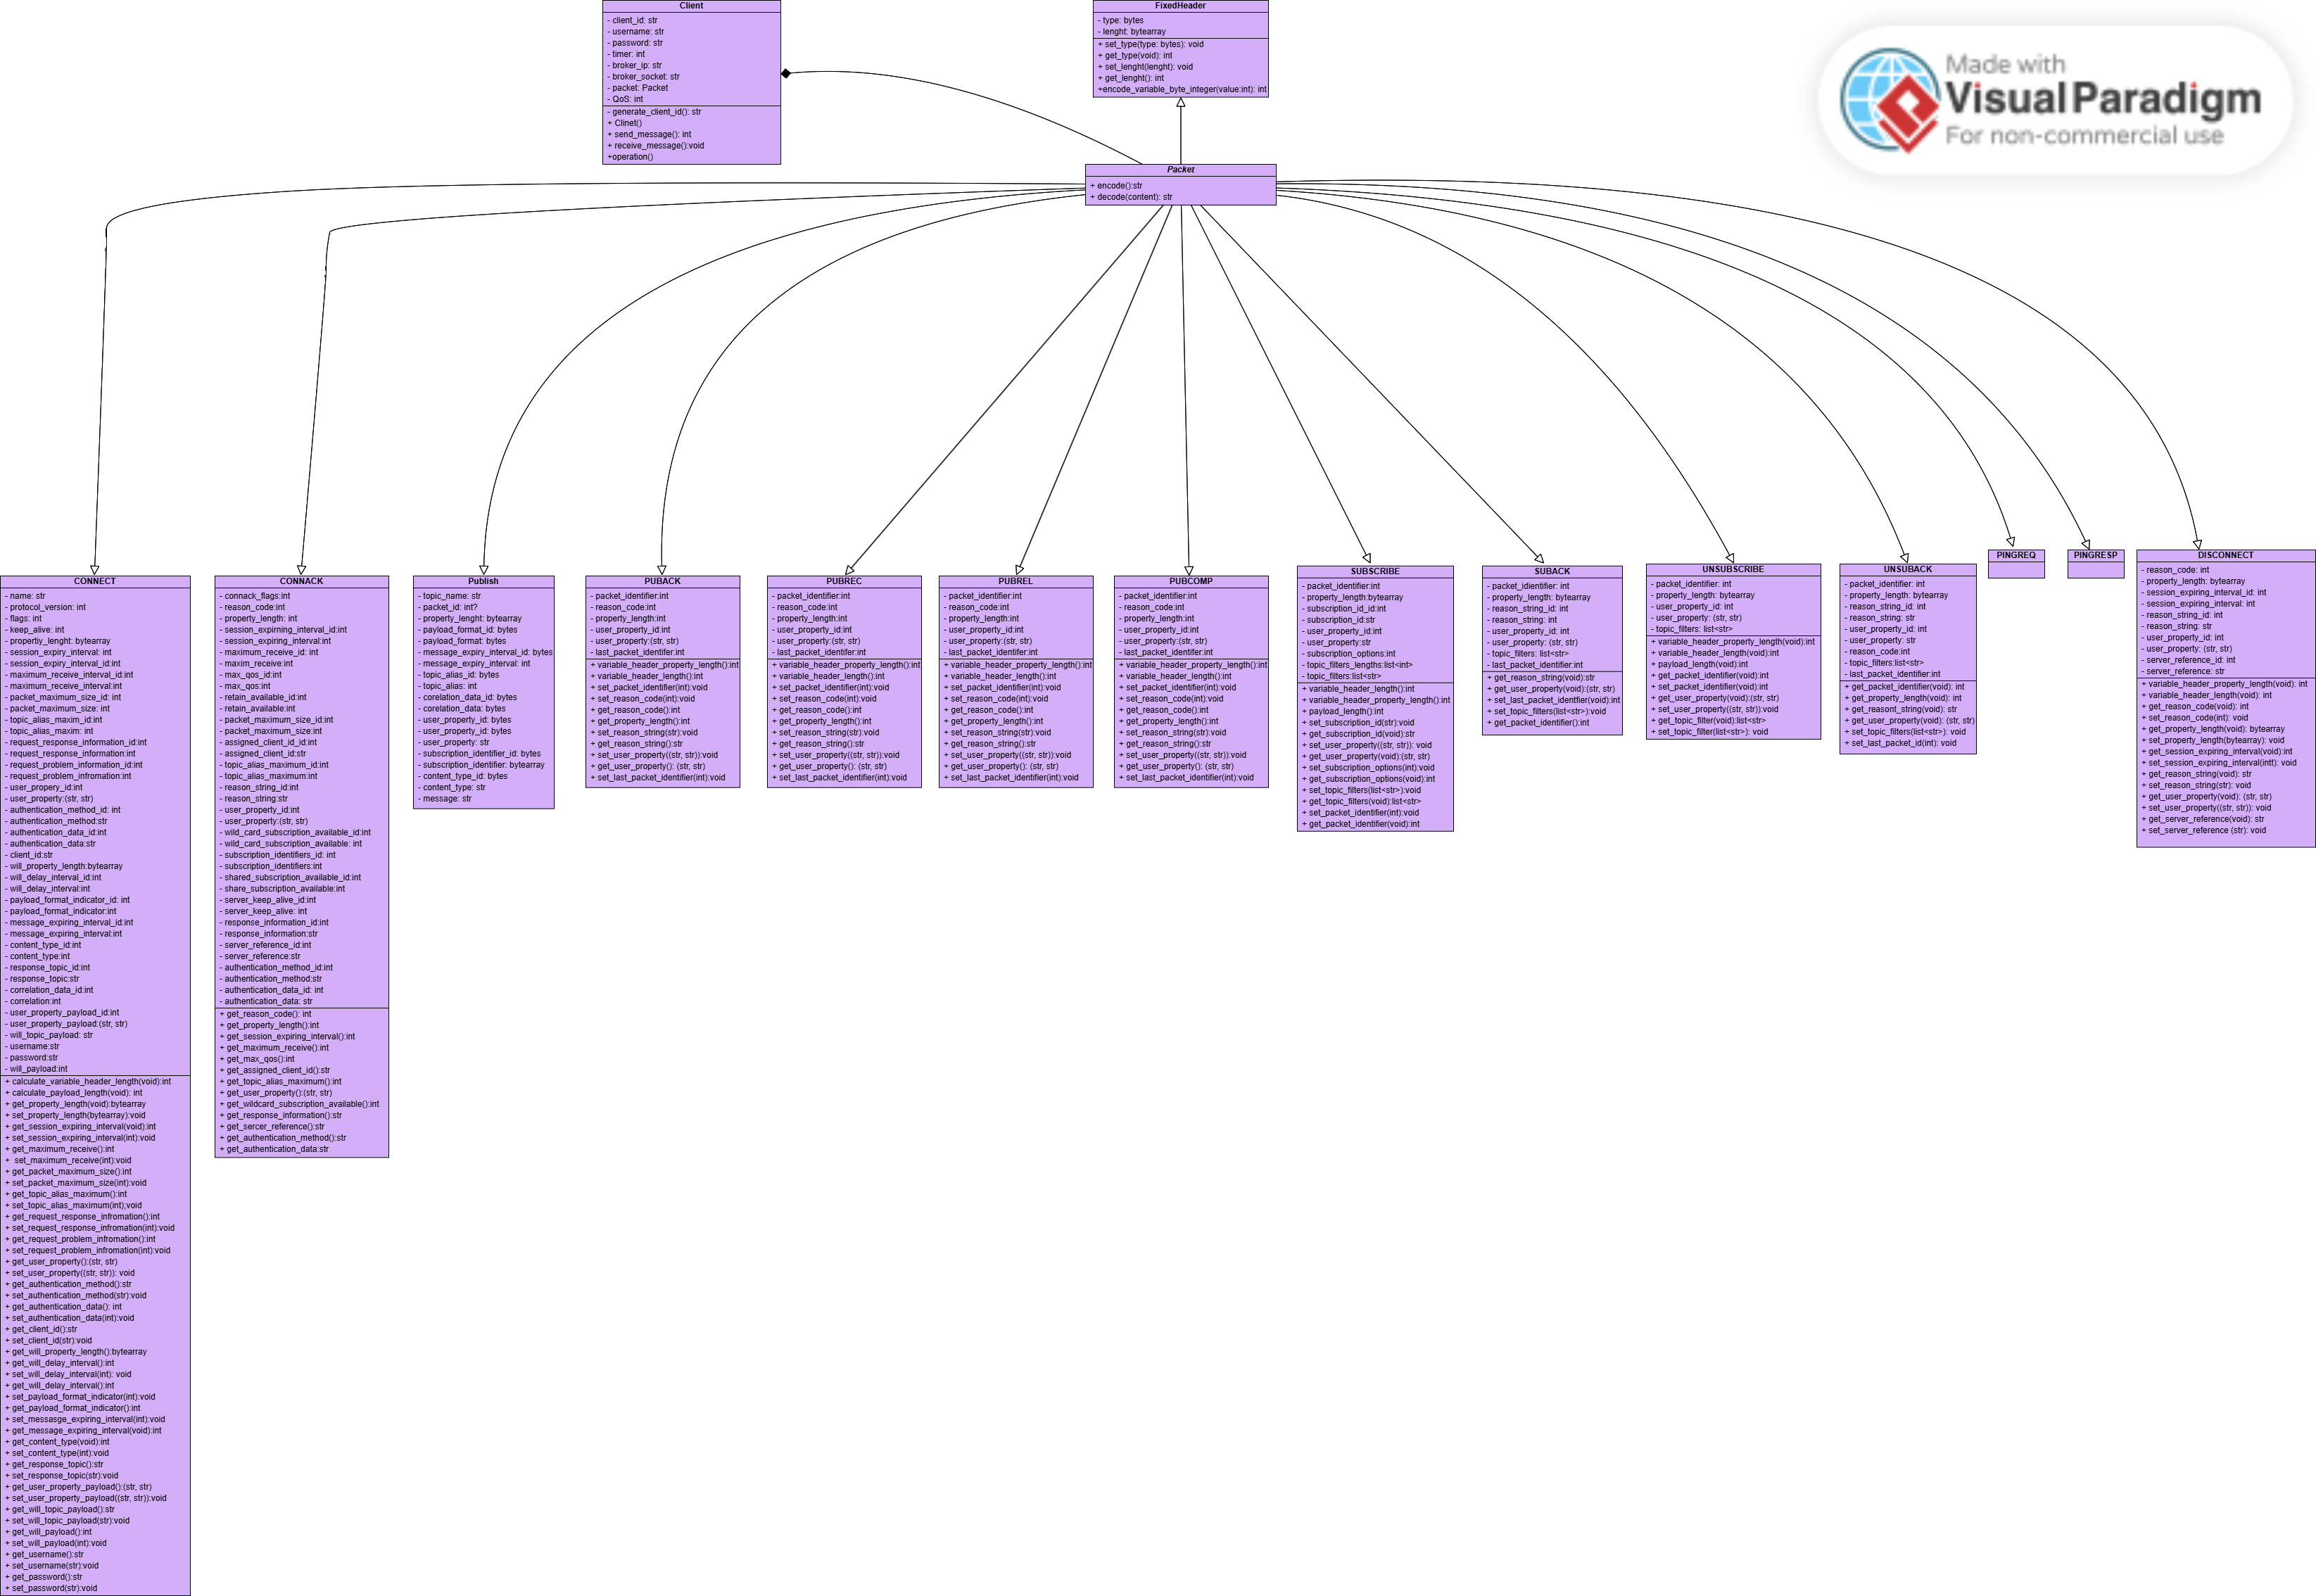 Client
- client_id: str
- username: str
- password: str
- timer: int
- broker_ip: str
- broker_socket: str
- packet: Packet
- QoS: int
- generate_client_id(): str
+ Clinet()
+ send_message(): int
+ receive_message():void
+operation()
FixedHeader
- type: bytes
- lenght: bytearray
+ set_type(type: bytes): void
+ get_type(void): int
+ set_lenght(lenght): void
+ get_lenght(): int
+encode_variable_byte_integer(value:int): int
Made with
Visual Paradigm
For non-commercial use
Packet
+ encode():str
+ decode(content): str
CONNECT
- name: str
- protocol_version: int
- flags: int
- keep_alive: int
- property_lenght: bytearray
- session_expiry_interval: int
- session_expiry_interval_id:int
- maximum_receive_interval_id:int
- maximum_receive_interval:int
- packet_maximum_size_id: int
- packet_maximum_size: int
- topic_alias_maxim_id:int
- topic_alias_maxim: int
- request_response_information_id:int
- request_response_information:int
- request_problem_information_id:int
- request_problem_infromation:int
- user_propery_id:int
- user_property:(str, str)
- authentication_method_id: int
- authentication_method:str
- authentication_data_id:int
- authentication_data:str
- client_id:str
- will_property_length:bytearray
- will_delay_interval_id:int
- will_delay_interval:int
- payload_format_indicator_id: int
- payload_format_indicator:int
- message_expiring_interval_id:int
- message_expiring_interval:int
- content_type_id:int
- content_type:int
- response_topic_id:int
- response_topic:str
- correlation_data_id:int
- correlation:int
- user_property_payload_id:int
- user_property_payload:(str, str)
- will_topic_payload: str
- username:str
- password:str
- will_payload:int
+ calculate_variable_header_length(void):int
+ calculate_payload_length(void): int
+ get_property_length(void):bytearray
+ set_property_length(bytearray):void
+ get_session_expiring_interval(void):int
+ set_session_expiring_interval(int):void
+ get_maximum_receive():int
+  set_maximum_receive(int):void
+ get_packet_maximum_size():int
+ set_packet_maximum_size(int):void
+ get_topic_alias_maximum():int
+ set_topic_alias_maximum(int);void
+ get_request_response_infromation():int
+ set_request_response_infromation(int):void
+ get_request_problem_infromation():int
+ set_request_problem_infromation(int):void
+ get_user_property():(str, str)
+ set_user_property((str, str)): void
+ get_authentication_method():str
+ set_authentication_method(str):void
+ get_authentication_data(): int
+ set_authentication_data(int):void
+ get_client_id():str
+ set_client_id(str):void
+ get_will_property_length():bytearray
+ get_will_delay_interval():int
+ set_will_delay_interval(int): void
+ get_will_delay_interval():int
+ set_payload_format_indicator(int):void
+ get_payload_format_indicator():int
+ set_messasge_expiring_interval(int):void
+ get_message_expiring_interval(void):int
+ get_content_type(void):int
+ set_content_type(int):void
+ get_response_topic():str
+ set_response_topic(str):void
+ get_user_property_payload():(str, str)
+ set_user_property_payload((str, str)):void
+ get_will_topic_payload():str
+ set_will_topic_payload(str):void
+ get_will_payload():int
+ set_will_payload(int):void
+ get_username():str
+ set_username(str):void
+ get_password():str
+ set_password(str):void
CONNACK
- connack_flags:int
- reason_code:int
- property_length: int
- session_expirning_interval_id:int
- session_expiring_interval:int
- maximum_receive_id: int
- maxim_receive:int
- max_qos_id:int
- max_qos:int
- retain_available_id:int
- retain_available:int
- packet_maximum_size_id:int
- packet_maximum_size:int
- assigned_client_id_id:int
- assigned_client_id:str
- topic_alias_maximum_id:int
- topic_alias_maximum:int
- reason_string_id:int
- reason_string:str
- user_property_id:int
- user_property:(str, str)
- wild_card_subscription_available_id:int
- wild_card_subscription_available: int
- subscription_identifiers_id: int
- subscription_identifiers:int
- shared_subscription_available_id:int
- share_subscription_available:int
- server_keep_alive_id:int
- server_keep_alive: int
- response_information_id:int
- response_information:str
- server_reference_id:int
- server_reference:str
- authentication_method_id:int
- authentication_method:str
- authentication_data_id: int
- authentication_data: str
+ get_reason_code(): int
+ get_property_length():int
+ get_session_expiring_interval():int
+ get_maximum_receive():int
+ get_max_qos():int
+ get_assigned_client_id():str
+ get_topic_alias_maximum():int
+ get_user_property():(str, str)
+ get_wildcard_subscription_available():int
+ get_response_information():str
+ get_sercer_reference():str
+ get_authentication_method():str
+ get_authentication_data:str
Publish
- topic_name: str
- packet_id: int?
- property_lenght: bytearray
- payload_format_id: bytes
- payload_format: bytes
- message_expiry_interval_id: bytes
- message_expiry_interval: int
- topic_alias_id: bytes
- topic_alias: int
- corelation_data_id: bytes
- corelation_data: bytes
- user_property_id: bytes
- user_property_id: bytes
- user_property: str
- subscription_identifier_id: bytes
- subscription_identifier: bytearray
- content_type_id: bytes
- content_type: str
- message: str
PUBACK
- packet_identifier:int
- reason_code:int
- property_length:int
- user_property_id:int
- user_property:(str, str)
- last_packet_identifer:int
+ variable_header_property_length():int
+ variable_header_length():int
+ set_packet_identifier(int):void
+ set_reason_code(int):void
+ get_reason_code():int
+ get_property_length():int
+ set_reason_string(str):void
+ get_reason_string():str
+ set_user_property((str, str)):void
+ get_user_property(): (str, str)
+ set_last_packet_identifier(int):void
PUBREC
- packet_identifier:int
- reason_code:int
- property_length:int
- user_property_id:int
- user_property:(str, str)
- last_packet_identifer:int
+ variable_header_property_length():int
+ variable_header_length():int
+ set_packet_identifier(int):void
+ set_reason_code(int):void
+ get_reason_code():int
+ get_property_length():int
+ set_reason_string(str):void
+ get_reason_string():str
+ set_user_property((str, str)):void
+ get_user_property(): (str, str)
+ set_last_packet_identifier(int):void
PUBREL
- packet_identifier:int
- reason_code:int
- property_length:int
- user_property_id:int
- user_property:(str, str)
- last_packet_identifer:int
+ variable_header_property_length():int
+ variable_header_length():int
+ set_packet_identifier(int):void
+ set_reason_code(int):void
+ get_reason_code():int
+ get_property_length():int
+ set_reason_string(str):void
+ get_reason_string():str
+ set_user_property((str, str)):void
+ get_user_property(): (str, str)
+ set_last_packet_identifier(int):void
PUBCOMP
- packet_identifier:int
- reason_code:int
- property_length:int
- user_property_id:int
- user_property:(str, str)
- last_packet_identifer:int
+ variable_header_property_length():int
+ variable_header_length():int
+ set_packet_identifier(int):void
+ set_reason_code(int):void
+ get_reason_code():int
+ get_property_length():int
+ set_reason_string(str):void
+ get_reason_string():str
+ set_user_property((str, str)):void
+ get_user_property(): (str, str)
+ set_last_packet_identifier(int):void
SUBSCRIBE
- packet_identifier:int
- property_length:bytearray
- subscription_id_id:int
- subscription_id:str
- user_property_id:int
- user_property:str
- subscription_options:int
- topic_filters_lengths:list<int>
- topic_filters:list<str>
+ variable_header_length():int
+ variable_header_property_length():int
+ payload_length():int
+ set_subscription_id(str):void
+ get_subscription_id(void):str
+ set_user_property((str, str)): void
+ get_user_property(void):(str, str)
+ set_subscription_options(int):void
+ get_subscription_options(void):int
+ set_topic_filters(list<str>):void
+ get_topic_filters(void):list<str>
+ set_packet_identifier(int):void
+ get_packet_identifier(void):int
SUBACK
- packet_idientifier: int
- property_length: bytearray
- reason_string_id: int
- reason_string: int
- user_property_id: int
- user_property: (str, str)
- topic_filters: list<str>
- last_packet_identifier:int
+ get_reason_string(void):str
+ get_user_property(void):(str, str)
+ set_last_packet_identfier(void):int
+ set_topic_filters(list<str>):void
+ get_packet_identifier():int
UNSUBSCRIBE
- packet_identifier: int
- property_length: bytearray
- user_property_id: int
- user_property: (str, str)
- topic_filters: list<str>
+ variable_header_property_length(void):int
+ variable_header_length(void):int
+ payload_length(void):int
+ get_packet_identifier(void):int
+ set_packet_identifier(void):int
+ get_user_property(void):(str, str)
+ set_user_property((str, str)):void
+ get_topic_filter(void):list<str>
+ set_topic_filter(list<str>): void
UNSUBACK
- packet_identifier: int
- property_length: bytearray
- reason_string_id: int
- reason_string: str
- user_property_id: int
- user_property: str
- reason_code:int
- topic_filters:list<str>
- last_packet_identifier:int
+ get_packet_identifier(void): int
+ get_property_length(void): int
+ get_reasont_string(void): str
+ get_user_property(void): (str, str)
+ set_topic_filters(list<str>): void
+ set_last_packet_id(int): void
PINGREQ
PINGRESP
DISCONNECT
- reason_code: int
- property_length: bytearray
- session_expiring_interval_id: int
- session_expiring_interval: int
- reason_string_id: int
- reason_string: str
- user_property_id: int
- user_property: (str, str)
- server_reference_id: int
- server_reference: str
+ variable_header_property_length(void): int
+ variable_header_length(void): int
+ get_reason_code(void): int
+ set_reason_code(int): void
+ get_property_length(void): bytearray
+ set_property_length(bytearray): void
+ get_session_expiring_interval(void):int
+ set_session_expiring_interval(intt): void
+ get_reason_string(void): str
+ set_reason_string(str): void
+ get_user_property(void): (str, str)
+ set_user_property((str, str)): void
+ get_server_reference(void): str
+ set_server_reference (str): void